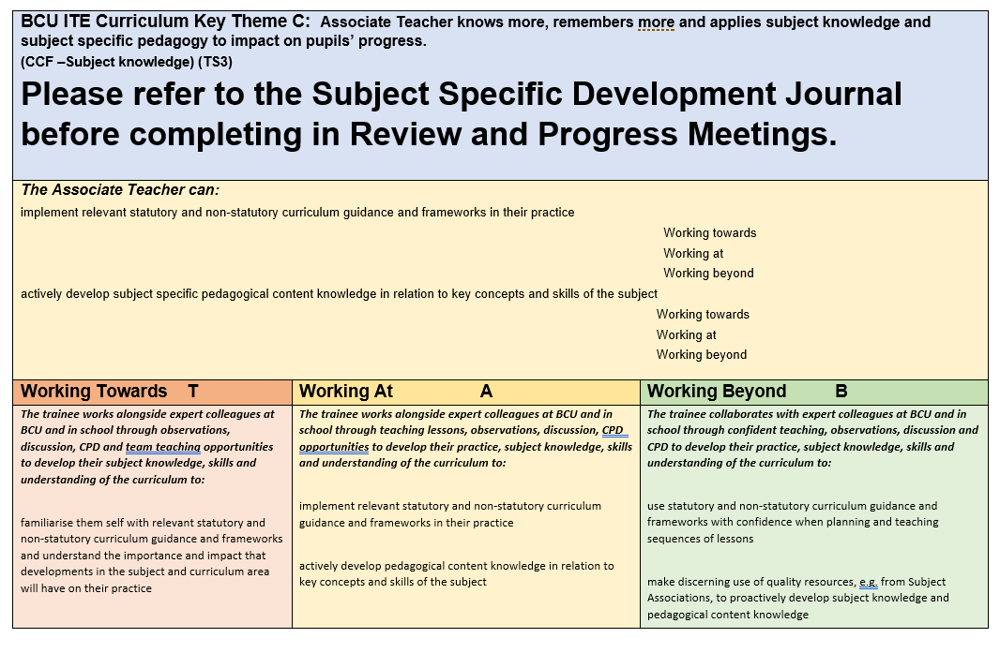 BCU ITE Curriculum Key Theme C: Associate Teacher knows more, remembers more and applies subject knowledge and
subject specific pedagogy to impact on pupils’ progress.
(CCF –Subject knowledge) (TS3)
Please refer to the Subject Specific Development Journal
before completing in Review and Progress Meetings.
The Associate Teacher can:
implement relevant statutory and non-statutory curriculum guidance and frameworks in their practice
Working towards
Working at
Working beyond
actively develop subject specific pedagogical content knowledge in relation to key concepts and skills of the subject
Working towards
Working at
Working beyond
Working Towards T
The trainee works alongside expert colleagues at
BCU and in school through observations,
discussion, CPD and team teaching opportunities
to develop their subject knowledge, skills and
understanding of the curriculum to:
familiarise them self with relevant statutory and
non-statutory curriculum guidance and frameworks
and understand the importance and impact that
developments in the subject and curriculum area
will have on their practice
Working At A
The trainee works alongside expert colleagues at BCU and in
school through teaching lessons, observations, discussion, CPD
opportunities to develop their practice, subject knowledge, skills
and understanding of the curriculum to:
implement relevant statutory and non-statutory curriculum
guidance and frameworks in their practice
actively develop pedagogical content knowledge in relation to
key concepts and skills of the subject
Working Beyond B
The trainee collaborates with expert colleagues at BCU and in
school through confident teaching, observations, discussion and
CPD to develop their practice, subject knowledge, skills and
understanding of the curriculum to:
use statutory and non-statutory curriculum guidance and
frameworks with confidence when planning and teaching
sequences of lessons
make discerning use of quality resources, e.g. from Subject
Associations, to proactively develop subject knowledge and
pedagogical content knowledge